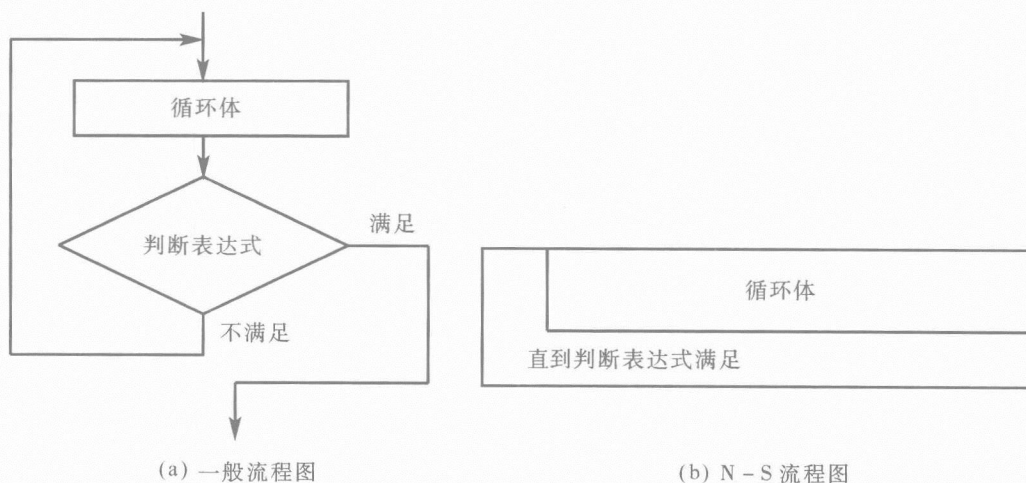 循环体
判断表达式
满足
不满足
(a) 一般流程图
循环体
直到判断表达式满足
(b) N－S 流程图